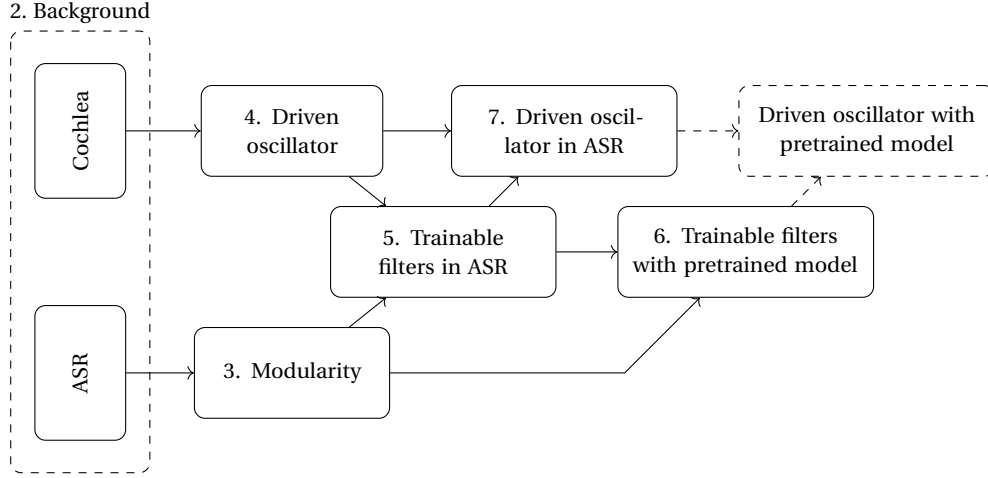 2. Background
Cochlea
4. Driven
oscillator
7. Driven oscil-
lator in ASR
Driven oscillator with
pretrained model
5. Trainable
filters in ASR
6. Trainable filters
with pretrained model
ASR
3. Modularity